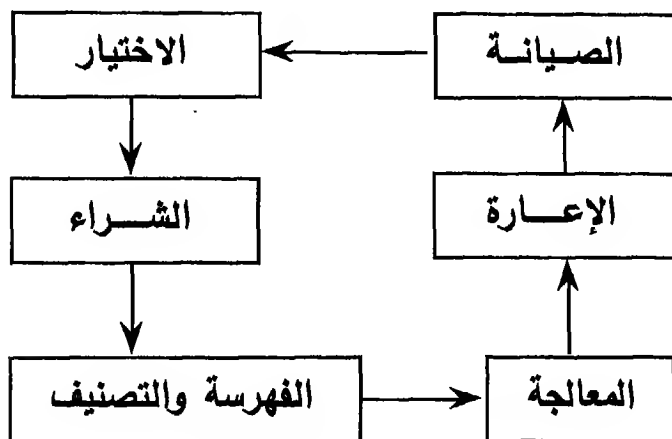 الصيانة
الاختيار
الإعارة
الشراء
المعالجة
الفهرسة والتصنيف